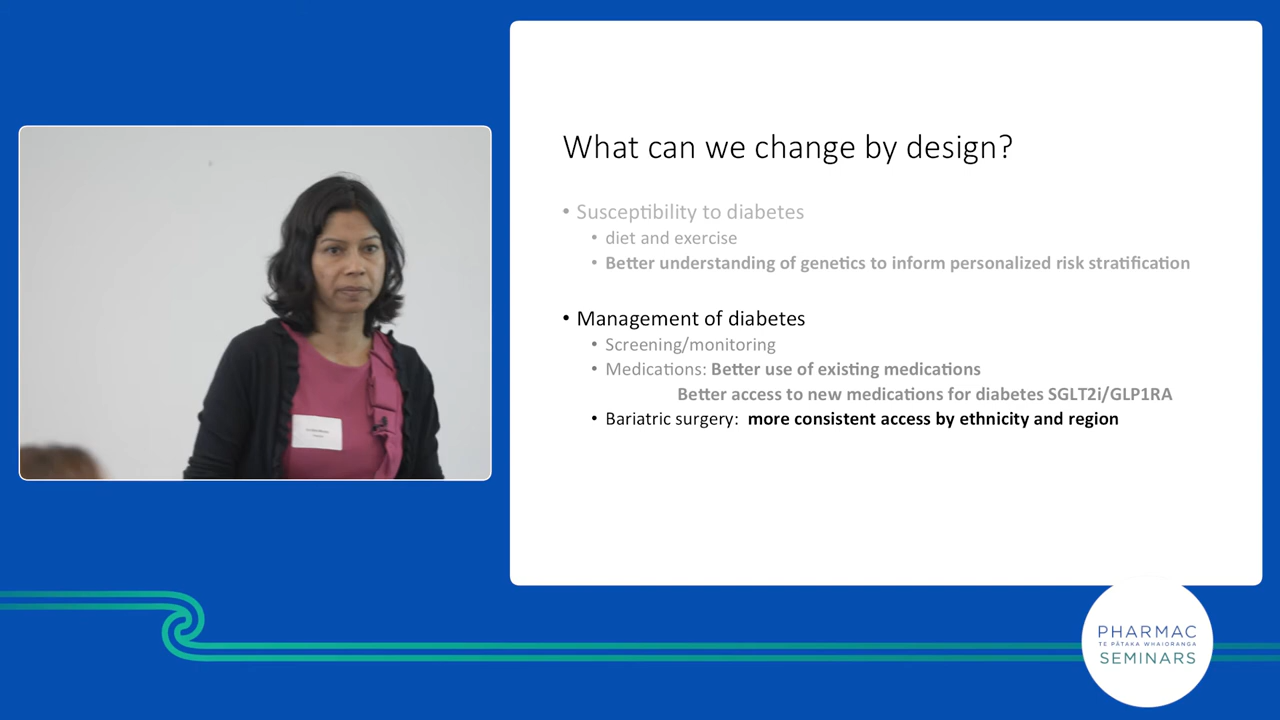 What can we change by design?
• Susceptibility to diabetes
• diet and exercise
• Better understanding of genetics to inform personalized risk stratification
• Management of diabetes
• Screening/monitoring
• Medications: Better use of existing medications
Better access to new medications for diabetes SGLT2i/GLP1RA
• Bariatric surgery: more consistent access by ethnicity and region
PHARMAC
TE PĀTAKA WHAIORANGA
SEMINARS